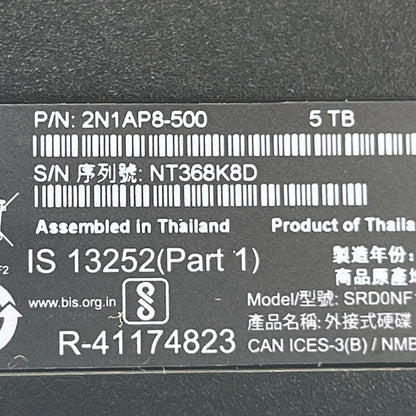 P/N: 2N1AP8-500 5 TB
S/N 序列號: NT368K8D
Assembled in Thailand Product of Thaila
IS 13252(Part 1) 製造年份:
F2 商品原產地
www.bis.org.in Model/型號: SRD0NF
產品名稱: 外接式硬碟
R-41174823 CAN ICES-3(B) / NMB